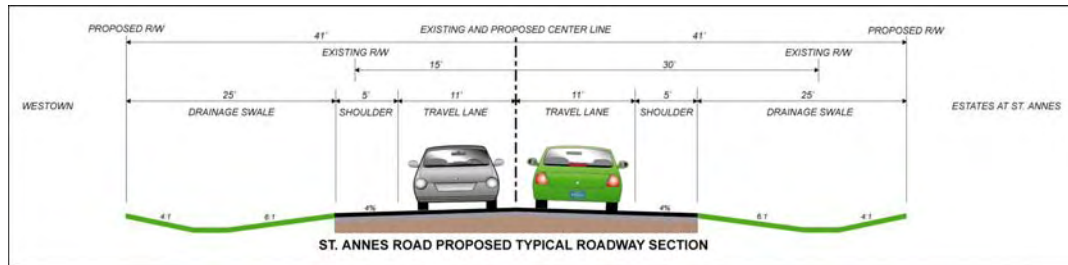 PROPOSED R/W
EXISTING AND PROPOSED CENTER LINE
PROPOSED R/W
41'
41'
EXISTING R/W
EXISTING R/W
15'
30'
WESTOWN
25'
5'
11'
11'
5'
25'
ESTATES AT ST. ANNES
DRAINAGE SWALE
SHOULDER
TRAVEL LANE
TRAVEL LANE
SHOULDER
DRAINAGE SWALE
4:1
6:1
4%
4%
6:1
4:1
ST. ANNES ROAD PROPOSED TYPICAL ROADWAY SECTION